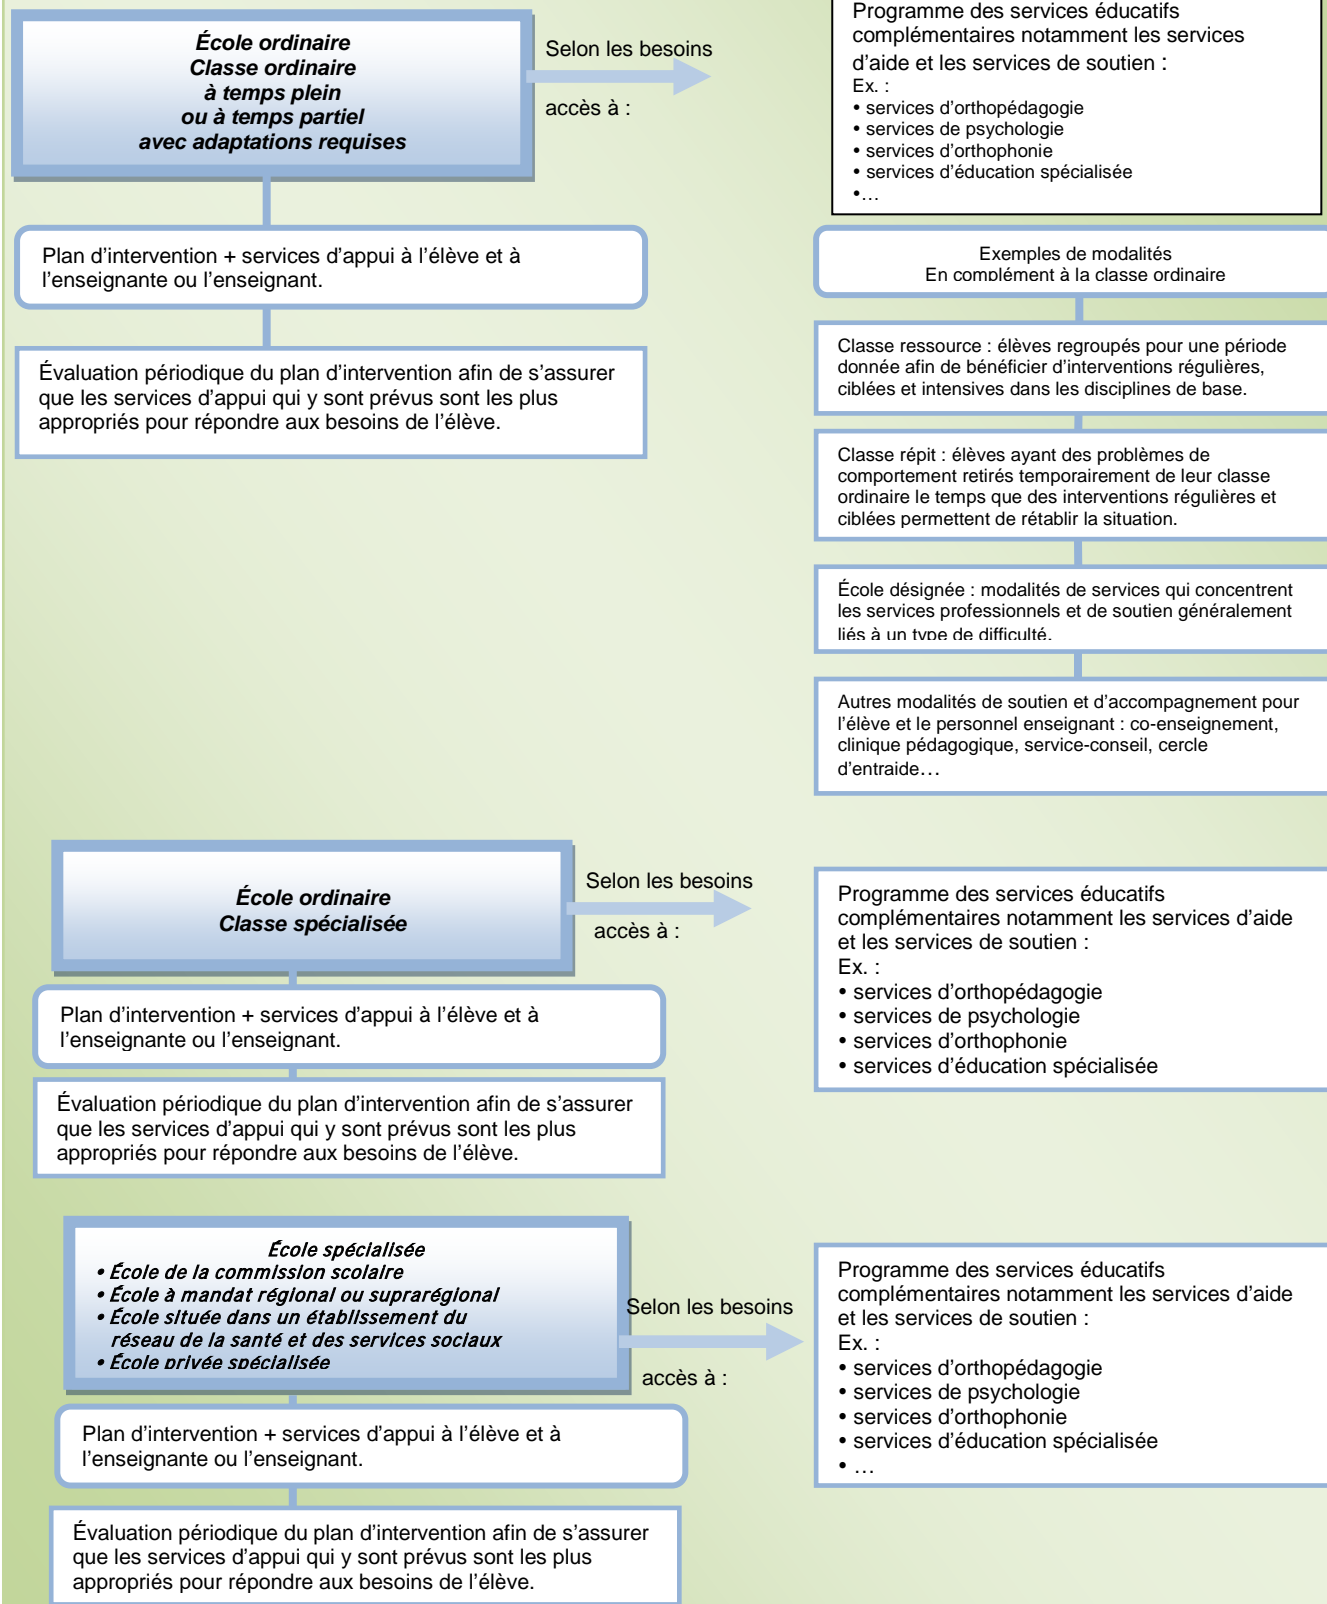 École ordinaire
Classe ordinaire
à temps plein
ou à temps partiel
avec adaptations requises
Selon les besoins
accès à :
Programme des services éducatifs
complémentaires notamment les services
d’aide et les services de soutien :
Ex. :
• services d’orthopédagogie
• services de psychologie
• services d’orthophonie
• services d’éducation spécialisée
•…
Plan d’intervention + services d’appui à l’élève et à
l’enseignante ou l’enseignant.
Évaluation périodique du plan d’intervention afin de s’assurer
que les services d’appui qui y sont prévus sont les plus
appropriés pour répondre aux besoins de l’élève.
Exemples de modalités
En complément à la classe ordinaire
Classe ressource : élèves regroupés pour une période
donnée afin de bénéficier d’interventions régulières,
ciblées et intensives dans les disciplines de base.
Classe répit : élèves ayant des problèmes de
comportement retirés temporairement de leur classe
ordinaire le temps que des interventions régulières et
ciblées permettent de rétablir la situation.
École désignée : modalités de services qui concentrent
les services professionnels et de soutien généralement
liés à un type de difficulté.
Autres modalités de soutien et d’accompagnement pour
l’élève et le personnel enseignant : co-enseignement,
clinique pédagogique, service-conseil, cercle
d’entraide…
École ordinaire
Classe spécialisée
Selon les besoins
accès à :
Programme des services éducatifs
complémentaires notamment les services d’aide
et les services de soutien :
Ex. :
• services d’orthopédagogie
• services de psychologie
• services d’orthophonie
• services d’éducation spécialisée
Plan d’intervention + services d’appui à l’élève et à
l’enseignante ou l’enseignant.
Évaluation périodique du plan d’intervention afin de s’assurer
que les services d’appui qui y sont prévus sont les plus
appropriés pour répondre aux besoins de l’élève.
École spécialisée
• École de la commission scolaire
• École à mandat régional ou suprarégional
• École située dans un établissement du
réseau de la santé et des services sociaux
• École privée spécialisée
Selon les besoins
accès à :
Programme des services éducatifs
complémentaires notamment les services d’aide
et les services de soutien :
Ex. :
• services d’orthopédagogie
• services de psychologie
• services d’orthophonie
• services d’éducation spécialisée
• …
Plan d’intervention + services d’appui à l’élève et à
l’enseignante ou l’enseignant.
Évaluation périodique du plan d’intervention afin de s’assurer
que les services d’appui qui y sont prévus sont les plus
appropriés pour répondre aux besoins de l’élève.